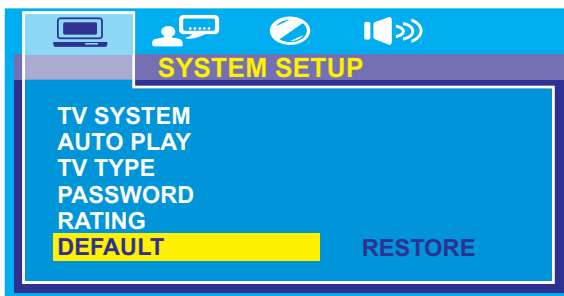 SYSTEM SETUP
TV SYSTEM
AUTO PLAY
TV TYPE
PASSWORD
RATING
DEFAULT RESTORE